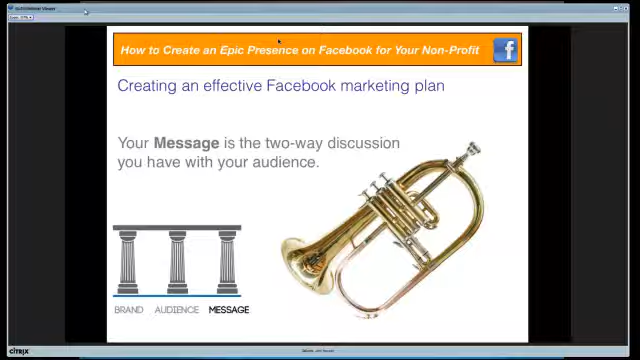 How to Create an Epic Presence on Facebook for Your Non-Profit
f
Creating an effective Facebook marketing plan
Your Message is the two-way discussion
you have with your audience.
BRAND AUDIENCE MESSAGE
CITRIX